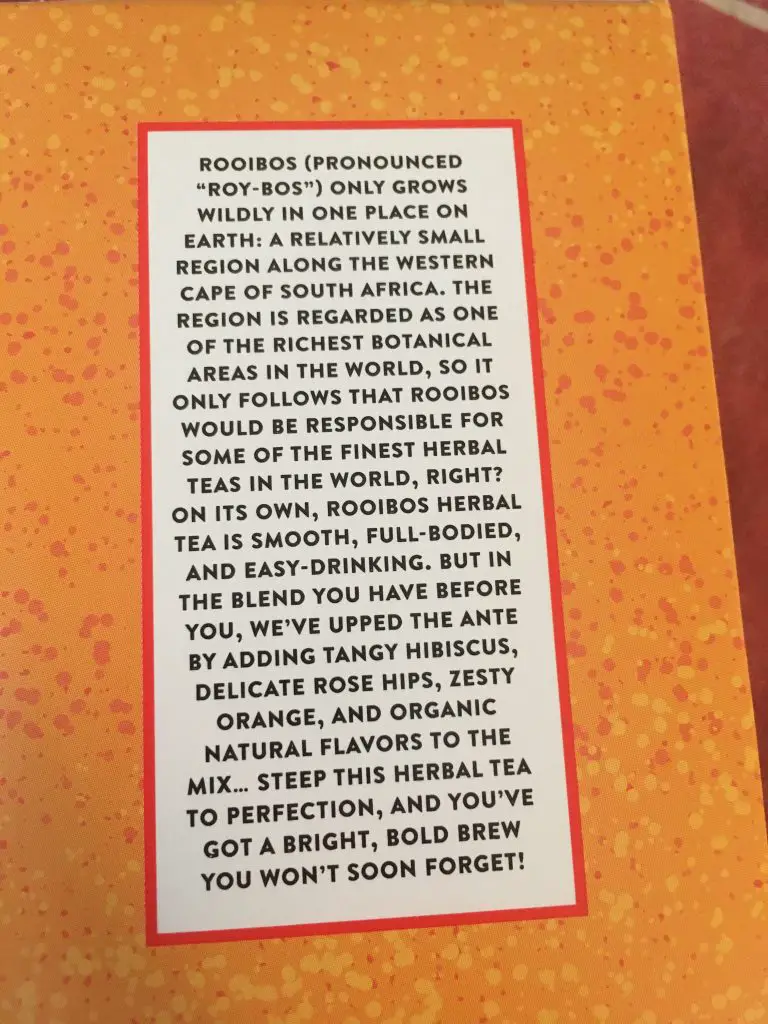 ROOIBOS (PRONOUNCED
“ROY-BOS”) ONLY GROWS
WILDLY IN ONE PLACE ON
EARTH: A RELATIVELY SMALL
REGION ALONG THE WESTERN
CAPE OF SOUTH AFRICA. THE
REGION IS REGARDED AS ONE
OF THE RICHEST BOTANICAL
AREAS IN THE WORLD, SO IT
ONLY FOLLOWS THAT ROOIBOS
WOULD BE RESPONSIBLE FOR
SOME OF THE FINEST HERBAL
TEAS IN THE WORLD, RIGHT?
ON ITS OWN, ROOIBOS HERBAL
TEA IS SMOOTH, FULL-BODIED,
AND EASY-DRINKING. BUT IN
THE BLEND YOU HAVE BEFORE
YOU, WE’VE UPPED THE ANTE
BY ADDING TANGY HIBISCUS,
DELICATE ROSE HIPS, ZESTY
ORANGE, AND ORGANIC
NATURAL FLAVORS TO THE
MIX… STEEP THIS HERBAL TEA
TO PERFECTION, AND YOU’VE
GOT A BRIGHT, BOLD BREW
YOU WON’T SOON FORGET!